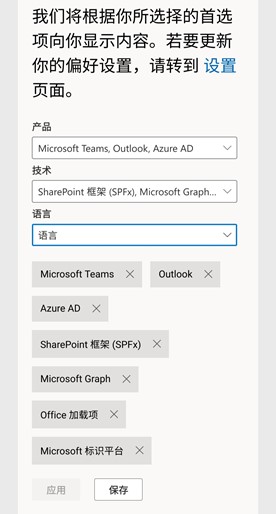 我们将根据你所选择的首选
项向你显示内容。若要更新
你的偏好设置，请转到 设置
页面。
产品
Microsoft Teams, Outlook, Azure AD
技术
SharePoint 框架 (SPFx), Microsoft Graph...
语言
语言
Microsoft Teams
Outlook
Azure AD
SharePoint 框架 (SPFx)
Microsoft Graph
Office 加载项
Microsoft 标识平台
应用
保存